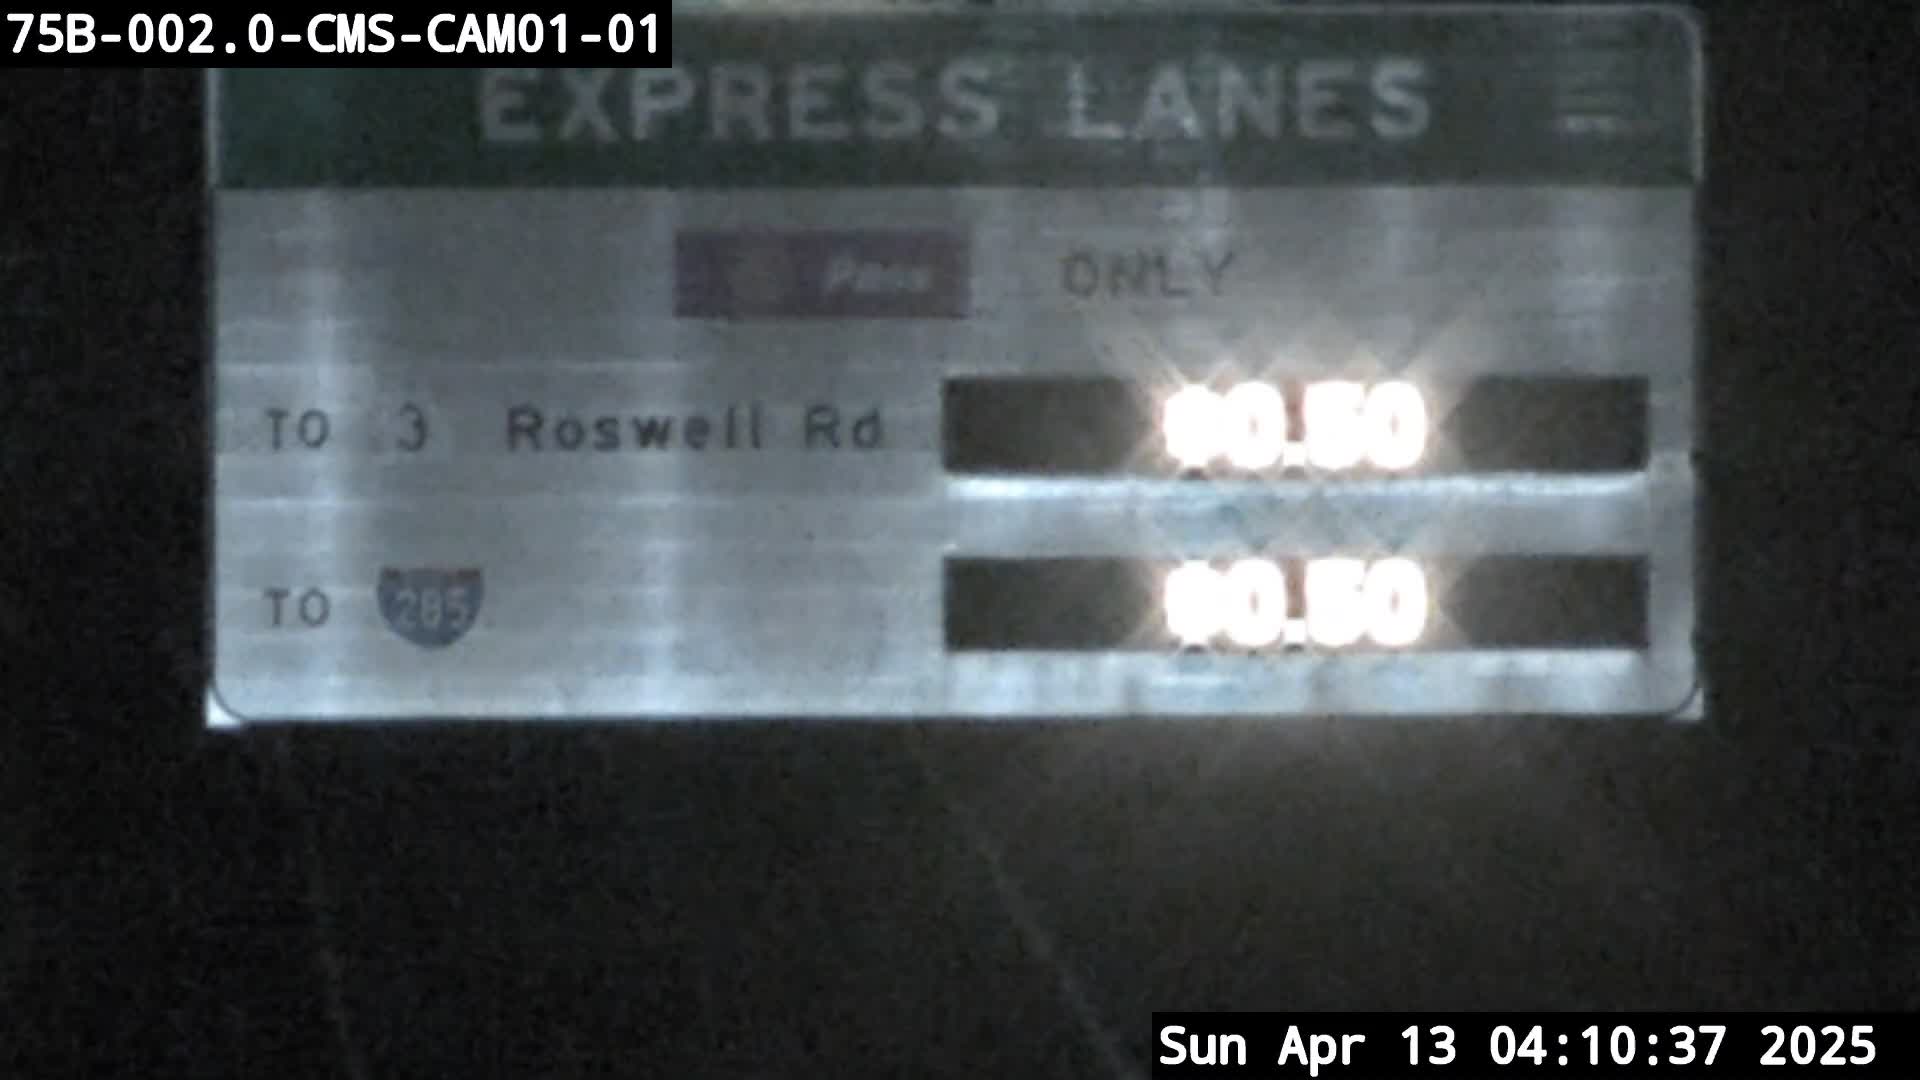 75B-002.0-CMS-CAM01-01
EXPRESS LANES
Pass ONLY
TO 3 Roswell Rd $0.50
TO 285 $0.50
Sun Apr 13 04:10:37 2025